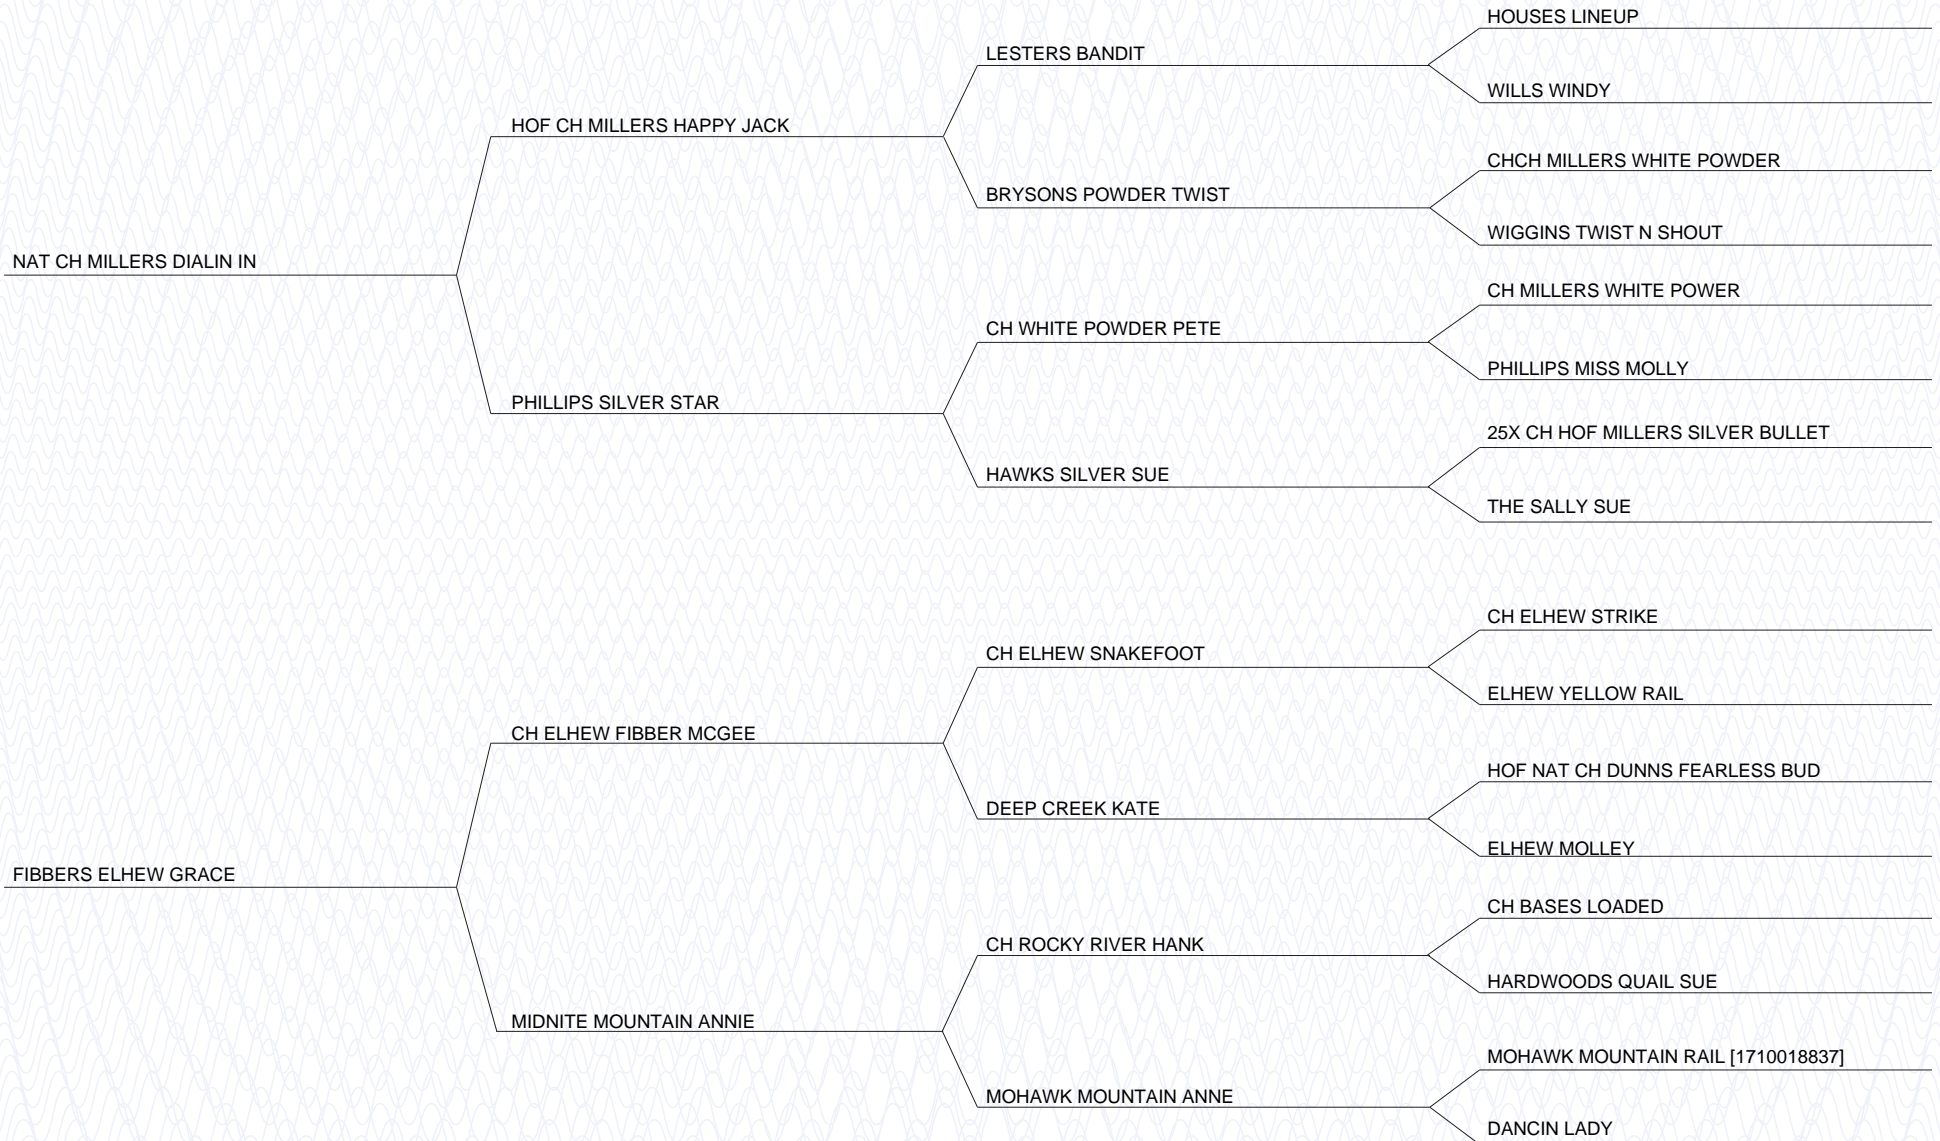 HOUSES LINEUP
LESTERS BANDIT
WILLS WINDY
HOF CH MILLERS HAPPY JACK
CHCH MILLERS WHITE POWDER
BRYSONS POWDER TWIST
WIGGINS TWIST N SHOUT
NAT CH MILLERS DIALIN IN
CH MILLERS WHITE POWER
CH WHITE POWDER PETE
PHILLIPS MISS MOLLY
PHILLIPS SILVER STAR
25X CH HOF MILLERS SILVER BULLET
HAWKS SILVER SUE
THE SALLY SUE
CH ELHEW STRIKE
CH ELHEW SNAKEFOOT
ELHEW YELLOW RAIL
CH ELHEW FIBBER MCGEE
HOF NAT CH DUNNS FEARLESS BUD
DEEP CREEK KATE
ELHEW MOLLEY
FIBBERS ELHEW GRACE
CH BASES LOADED
CH ROCKY RIVER HANK
HARDWOODS QUAIL SUE
MIDNITE MOUNTAIN ANNIE
MOHAWK MOUNTAIN RAIL [1710018837]
MOHAWK MOUNTAIN ANNE
DANCIN LADY